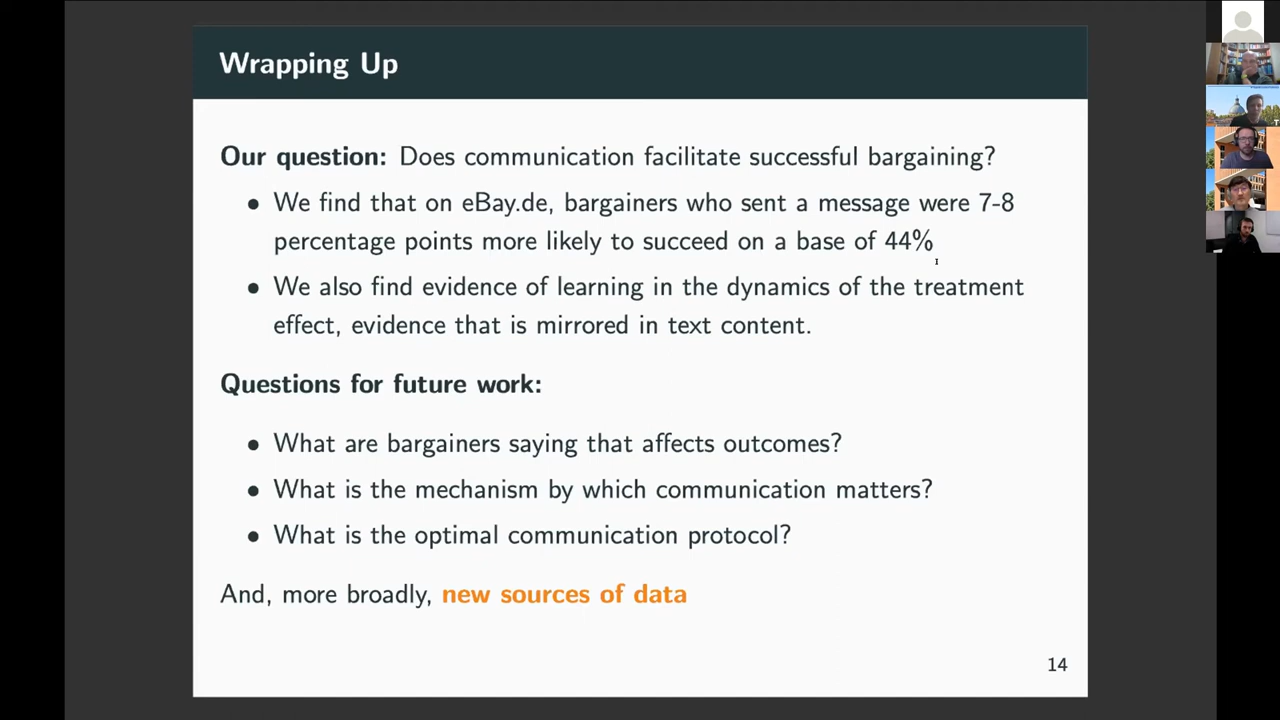 Wrapping Up
Our question: Does communication facilitate successful bargaining?
• We find that on eBay.de, bargainers who sent a message were 7-8
percentage points more likely to succeed on a base of 44%
• We also find evidence of learning in the dynamics of the treatment
effect, evidence that is mirrored in text content.
Questions for future work:
• What are bargainers saying that affects outcomes?
• What is the mechanism by which communication matters?
• What is the optimal communication protocol?
And, more broadly, new sources of data
14